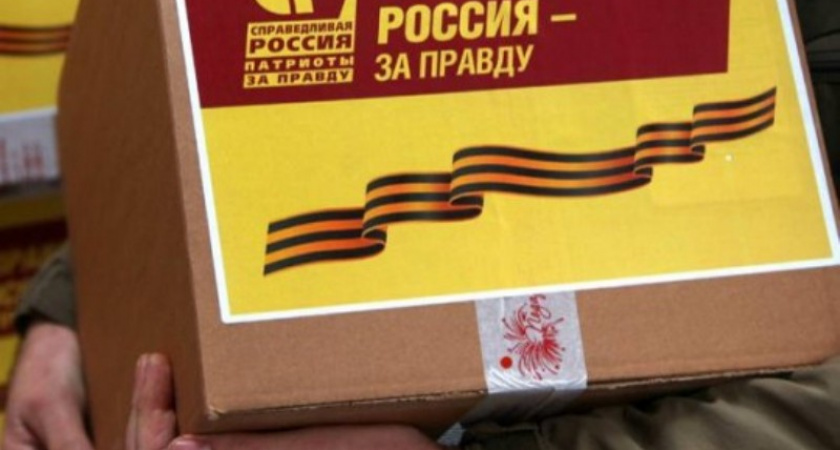 СПРАВЕДЛИВАЯ
РОССИЯ
ПАТРИОТЫ
ЗА ПРАВДУ
РОССИЯ –
ЗА ПРАВДУ